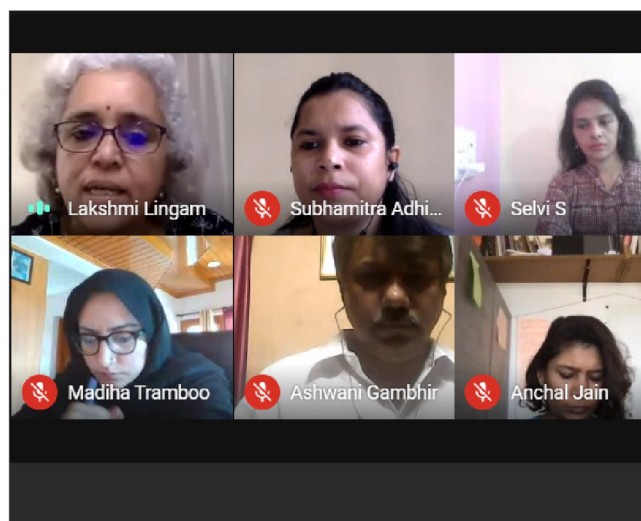 Lakshmi Lingam
Subhamitra Adhi...
Selvi S
Madiha Tramboo
Ashwani Gambhir
Anchal Jain